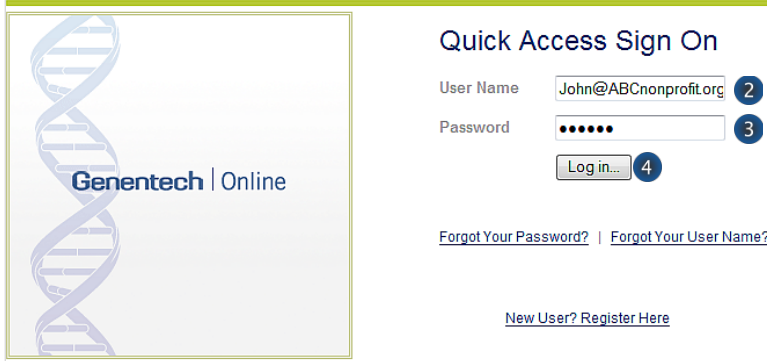 Quick Access Sign On
User Name John@ABCnonprofit.org 2
Password •••••• 3
Log in... 4
Genentech | Online
Forgot Your Password? | Forgot Your User Name?
New User? Register Here